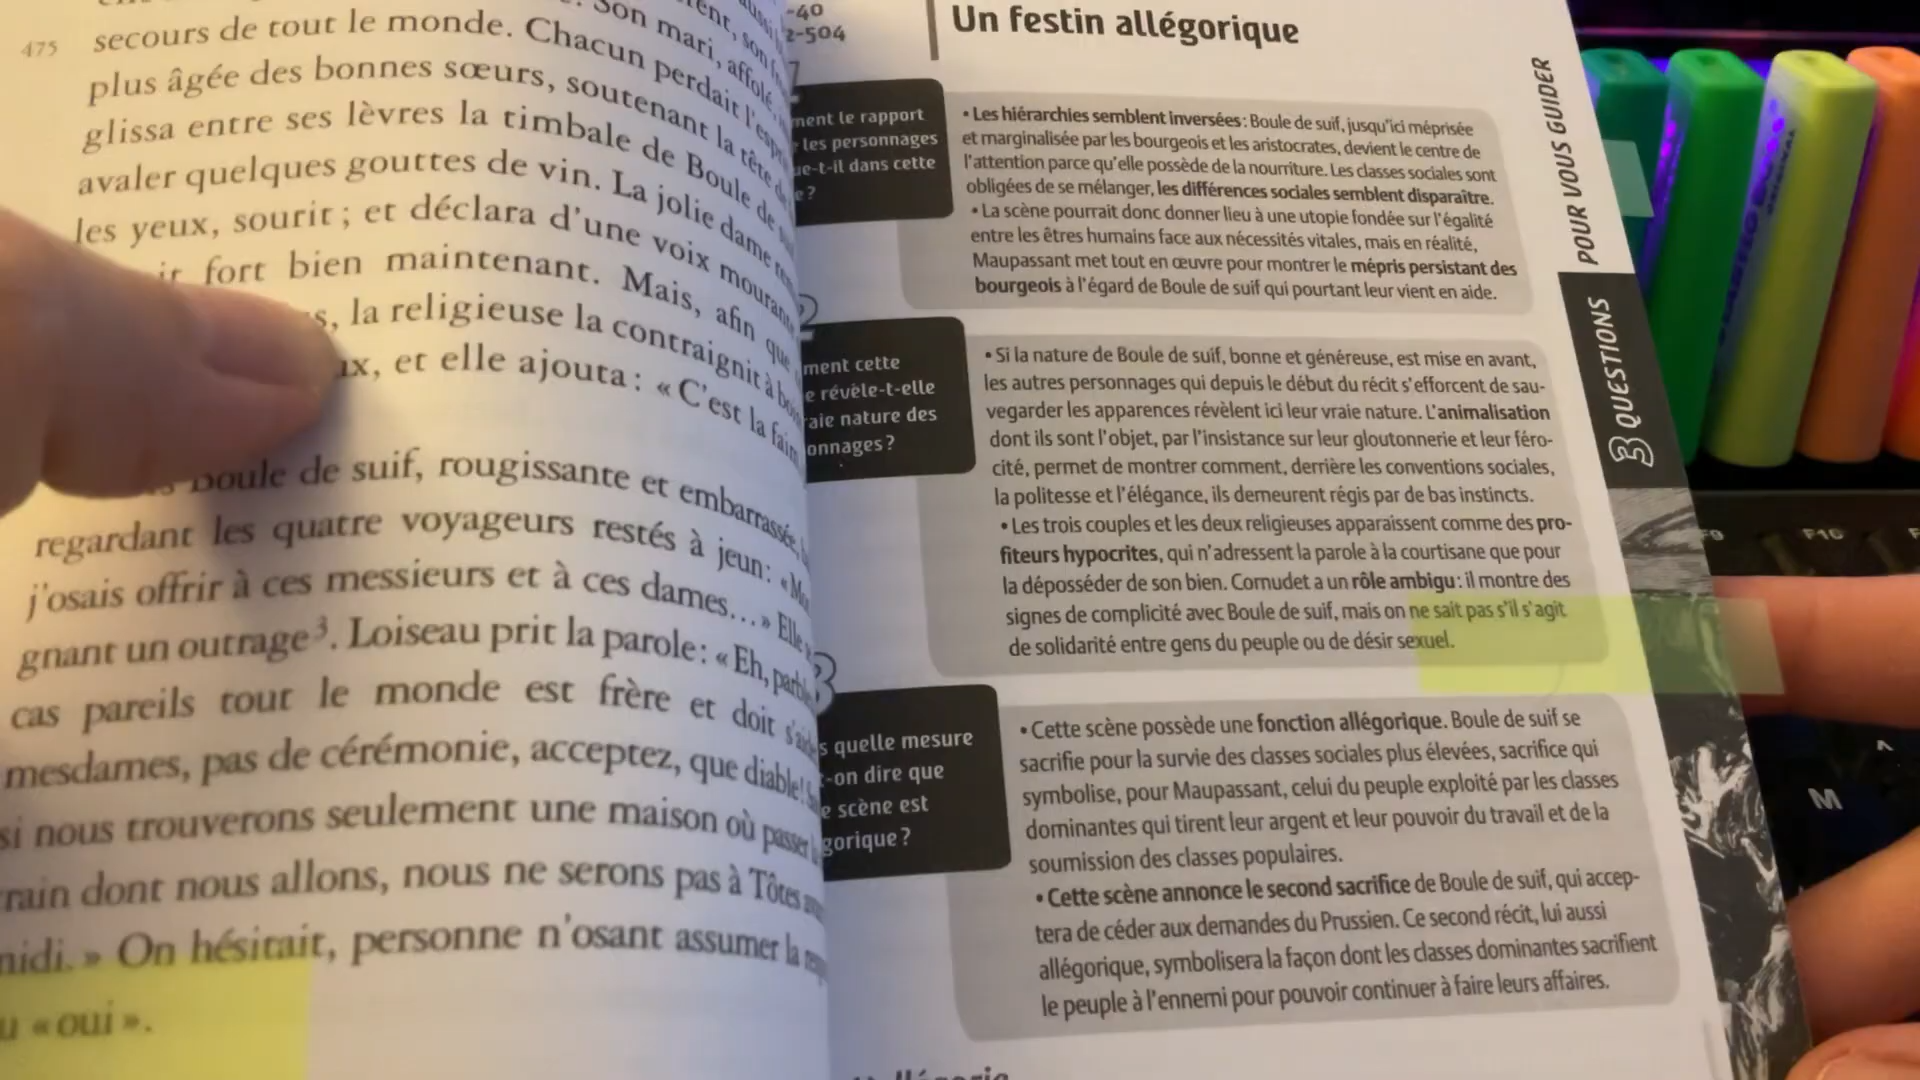 475
secours de tout le monde. Son mari, affolé,
plus âgée des bonnes sœurs, soutenant la tête
Chacun perdait
glissa entre ses lèvres la timbale de Boule de
avaler quelques gouttes de vin. La jolie dame
les yeux, sourit ; et déclara d'une voix mourante
fort bien maintenant. Mais, afin que
la religieuse la contraignit à
et elle ajouta : « C'est la faim
boule de suif, rougissante et embarrassée,
regardant les quatre voyageurs restés à jeun : «
j'osais offrir à ces messieurs et à ces dames... » Elle
gnant un outrage³. Loiseau prit la parole : « Eh,
cas pareils tout le monde est frère et doit
mesdames, pas de cérémonie, acceptez, que diable !
si nous trouverons seulement une maison où passer
dont nous allons, nous ne serons pas à Tôtes
» On hésitait, personne n'osant assumer la
« oui ».
-40
-504
Un festin allégorique
ment le rapport
les personnages
-t-il dans cette
?
• Les hiérarchies semblent inversées : Boule de suif, jusqu'ici méprisée
et marginalisée par les bourgeois et les aristocrates, devient le centre de
l'attention parce qu'elle possède de la nourriture. Les classes sociales sont
obligées de se mélanger, les différences sociales semblent disparaître.
• La scène pourrait donc donner lieu à une utopie fondée sur l'égalité
entre les êtres humains face aux nécessités vitales, mais en réalité,
Maupassant met tout en œuvre pour montrer le mépris persistant des
bourgeois à l'égard de Boule de suif qui pourtant leur vient en aide.
2
ment cette
e révèle-t-elle
raie nature des
onnages ?
• Si la nature de Boule de suif, bonne et généreuse, est mise en avant,
les autres personnages qui depuis le début du récit s'efforcent de sau-
vegarder les apparences révèlent ici leur vraie nature. L'animalisation
dont ils sont l'objet, par l'insistance sur leur gloutonnerie et leur féro-
cité, permet de montrer comment, derrière les conventions sociales,
la politesse et l'élégance, ils demeurent régis par de bas instincts.
• Les trois couples et les deux religieuses apparaissent comme des pro-
fiteurs hypocrites, qui n'adressent la parole à la courtisane que pour
la déposséder de son bien. Cornudet a un rôle ambigu : il montre des
signes de complicité avec Boule de suif, mais on ne sait pas s'il s'agit
de solidarité entre gens du peuple ou de désir sexuel.
3
s quelle mesure
-on dire que
e scène est
gorique ?
• Cette scène possède une fonction allégorique. Boule de suif se
sacrifie pour la survie des classes sociales plus élevées, sacrifice qui
symbolise, pour Maupassant, celui du peuple exploité par les classes
dominantes qui tirent leur argent et leur pouvoir du travail et de la
soumission des classes populaires.
• Cette scène annonce le second sacrifice de Boule de suif, qui accep-
tera de céder aux demandes du Prussien. Ce second récit, lui aussi
allégorique, symbolisera la façon dont les classes dominantes sacrifient
le peuple à l'ennemi pour pouvoir continuer à faire leurs affaires.
POUR VOUS GUIDER
3 QUESTIONS
F10
M